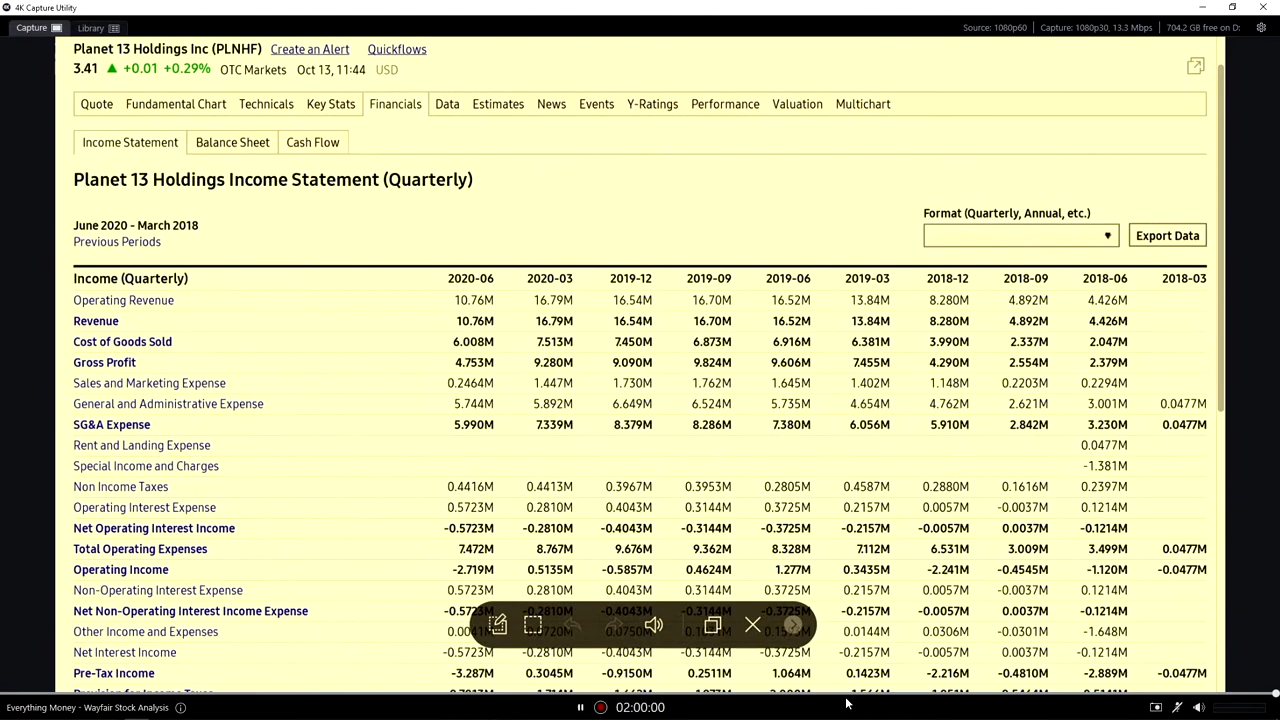 4K Capture Utility
Capture Library Source: 1080p60 Capture: 1080p30, 13.3 Mbps 704.2 GB free on D:
Planet 13 Holdings Inc (PLNHF) Create an Alert Quickflows
3.41 ▲ +0.01 +0.29% OTC Markets Oct 13, 11:44 USD
Quote Fundamental Chart Technicals Key Stats Financials Data Estimates News Events Y-Ratings Performance Valuation Multichart
Income Statement Balance Sheet Cash Flow
Planet 13 Holdings Income Statement (Quarterly)
Format (Quarterly, Annual, etc.)
June 2020 - March 2018
Previous Periods
Export Data
Income (Quarterly) 2020-06 2020-03 2019-12 2019-09 2019-06 2019-03 2018-12 2018-09 2018-06 2018-03
Operating Revenue 10.76M 16.79M 16.54M 16.70M 16.52M 13.84M 8.280M 4.892M 4.426M
Revenue 10.76M 16.79M 16.54M 16.70M 16.52M 13.84M 8.280M 4.892M 4.426M
Cost of Goods Sold 6.008M 7.513M 7.450M 6.873M 6.916M 6.381M 3.990M 2.337M 2.047M
Gross Profit 4.753M 9.280M 9.090M 9.824M 9.606M 7.455M 4.290M 2.554M 2.379M
Sales and Marketing Expense 0.2464M 1.447M 1.730M 1.762M 1.645M 1.402M 1.148M 0.2203M 0.2294M
General and Administrative Expense 5.744M 5.892M 6.649M 6.524M 5.735M 4.654M 4.762M 2.621M 3.001M 0.0477M
SG&A Expense 5.990M 7.339M 8.379M 8.286M 7.380M 6.056M 5.910M 2.842M 3.230M 0.0477M
Rent and Landing Expense 0.0477M
Special Income and Charges -1.381M
Non Income Taxes 0.4416M 0.4413M 0.3967M 0.3953M 0.2805M 0.4587M 0.2880M 0.1616M 0.2397M
Operating Interest Expense 0.5723M 0.2810M 0.4043M 0.3144M 0.3725M 0.2157M 0.0057M -0.0037M 0.1214M
Net Operating Interest Income -0.5723M -0.2810M -0.4043M -0.3144M -0.3725M -0.2157M -0.0057M 0.0037M -0.1214M
Total Operating Expenses 7.472M 8.767M 9.676M 9.362M 8.328M 7.112M 6.531M 3.009M 3.499M 0.0477M
Operating Income -2.719M 0.5135M -0.5857M 0.4624M 1.277M 0.3435M -2.241M -0.4545M -1.120M -0.0477M
Non-Operating Interest Expense 0.5723M 0.2810M 0.4043M 0.3144M 0.3725M 0.2157M 0.0057M -0.0037M 0.1214M
Net Non-Operating Interest Income Expense -0.2810M -0.4043M -0.3144M -0.3725M -0.2157M -0.0057M 0.0037M -0.1214M
Other Income and Expenses 0.0144M 0.0306M -0.0301M -1.648M
Net Interest Income -0.5723M -0.2810M -0.4043M -0.3144M -0.3725M -0.2157M -0.0057M 0.0037M -0.1214M
Pre-Tax Income -3.287M 0.3045M -0.9150M 0.2511M 1.064M 0.1423M -2.216M -0.4810M -2.889M -0.0477M
Everything Money - Wayfair Stock Analysis 02:00:00